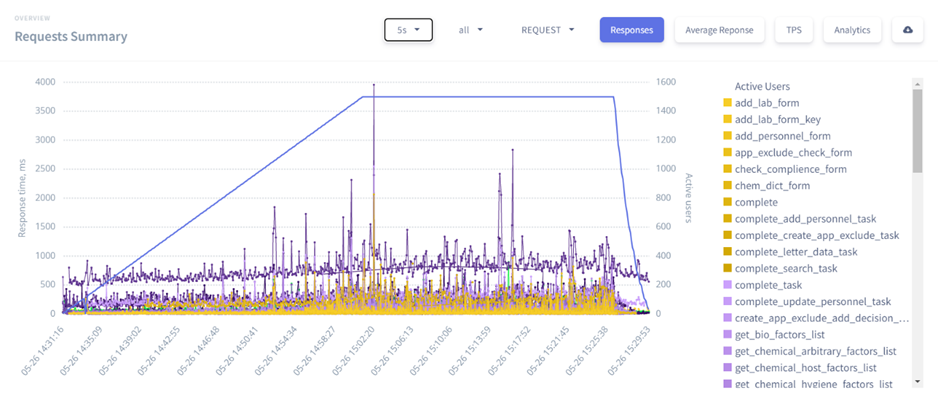 OVERVIEW
Requests Summary
5s
all
REQUEST
Responses
Average Reponse
TPS
Analytics
4000
3500
3000
2500
2000
1500
1000
500
0
Response time, ms
1600
1400
1200
1000
800
600
400
200
0
Active users
05-26 14:31:16
05-26 14:35:09
05-26 14:39:02
05-26 14:42:55
05-26 14:46:48
05-26 14:50:41
05-26 14:54:34
05-26 14:58:27
05-26 15:02:20
05-26 15:06:13
05-26 15:10:06
05-26 15:13:59
05-26 15:17:52
05-26 15:21:45
05-26 15:25:38
05-26 15:29:53
Active Users
add_lab_form
add_lab_form_key
add_personnel_form
app_exclude_check_form
check_complience_form
chem_dict_form
complete
complete_add_personnel_task
complete_create_app_exclude_task
complete_letter_data_task
complete_search_task
complete_task
complete_update_personnel_task
create_app_exclude_add_decision_...
get_bio_factors_list
get_chemical_arbitrary_factors_list
get_chemical_host_factors_list
get_chemical_hygiene_factors_list